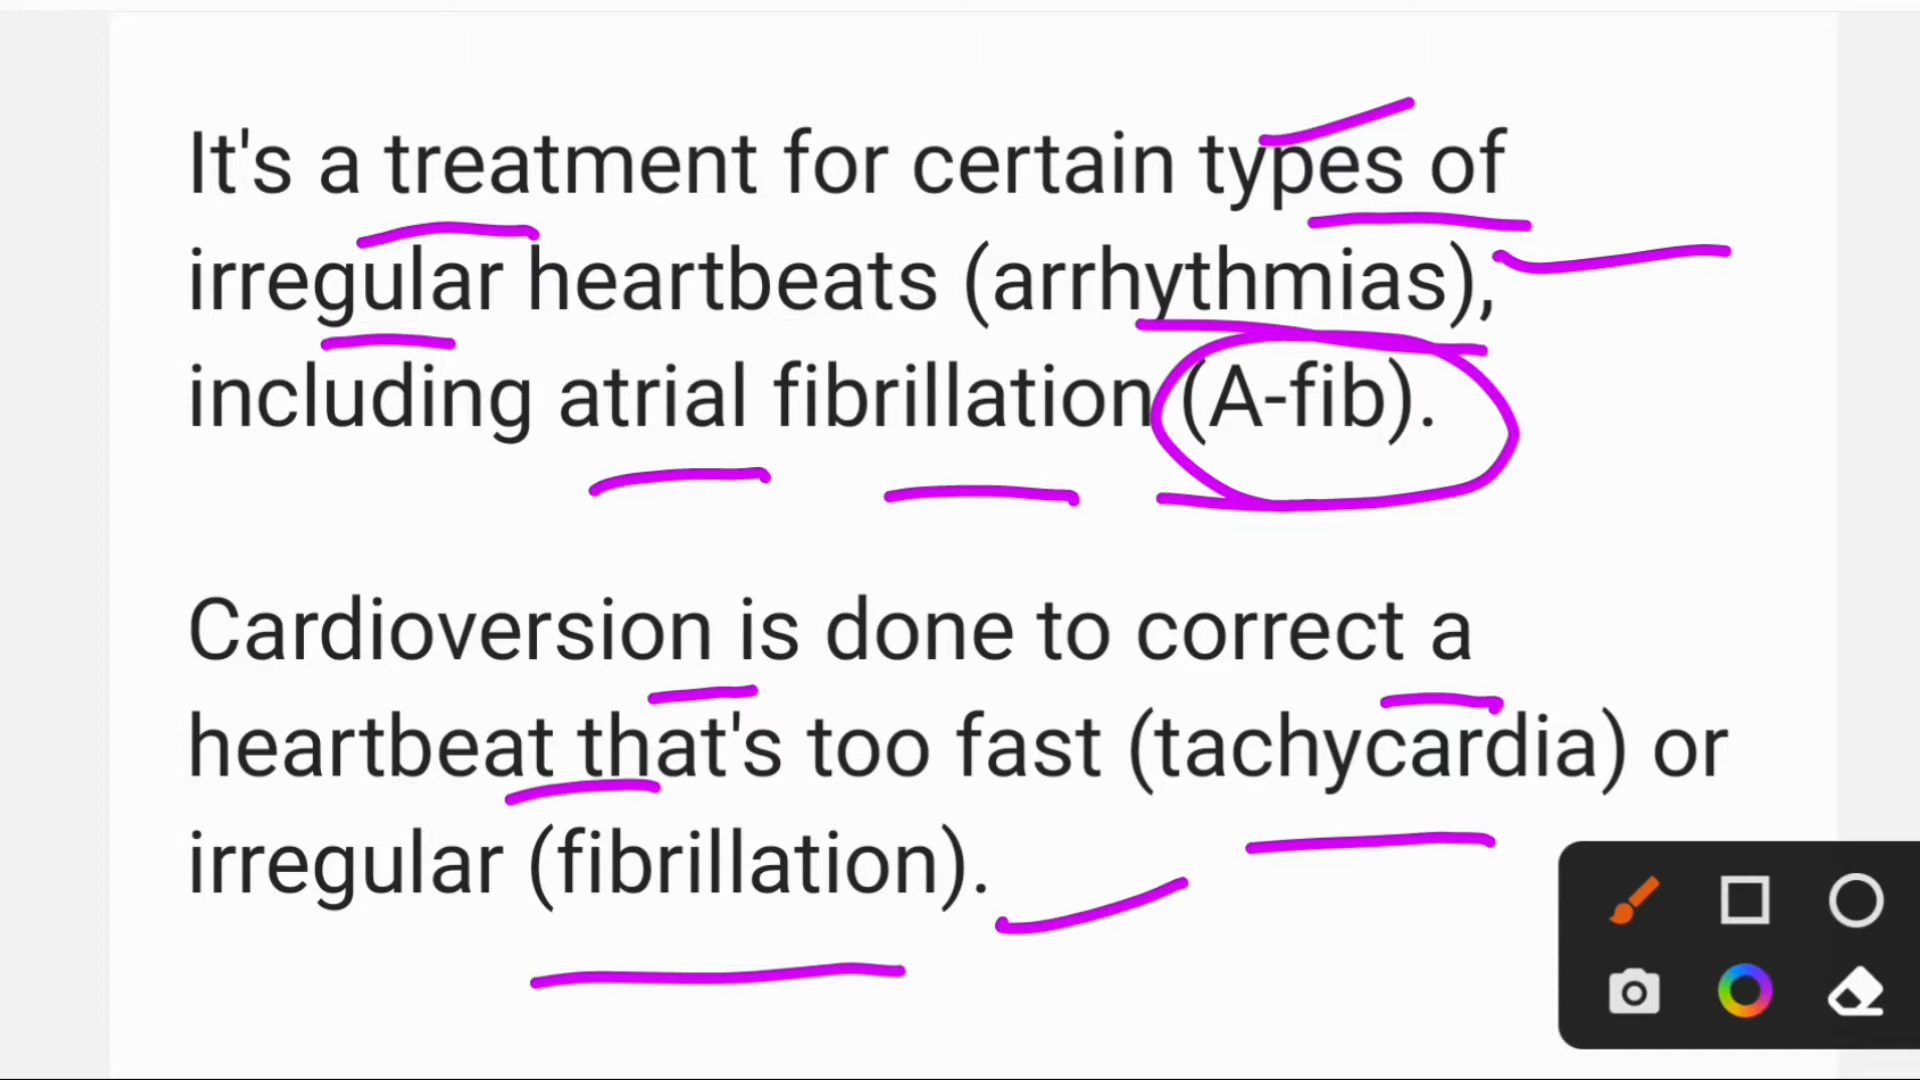 It's a treatment for certain types of
irregular heartbeats (arrhythmias),
including atrial fibrillation (A-fib).
Cardioversion is done to correct a
heartbeat that's too fast (tachycardia) or
irregular (fibrillation).